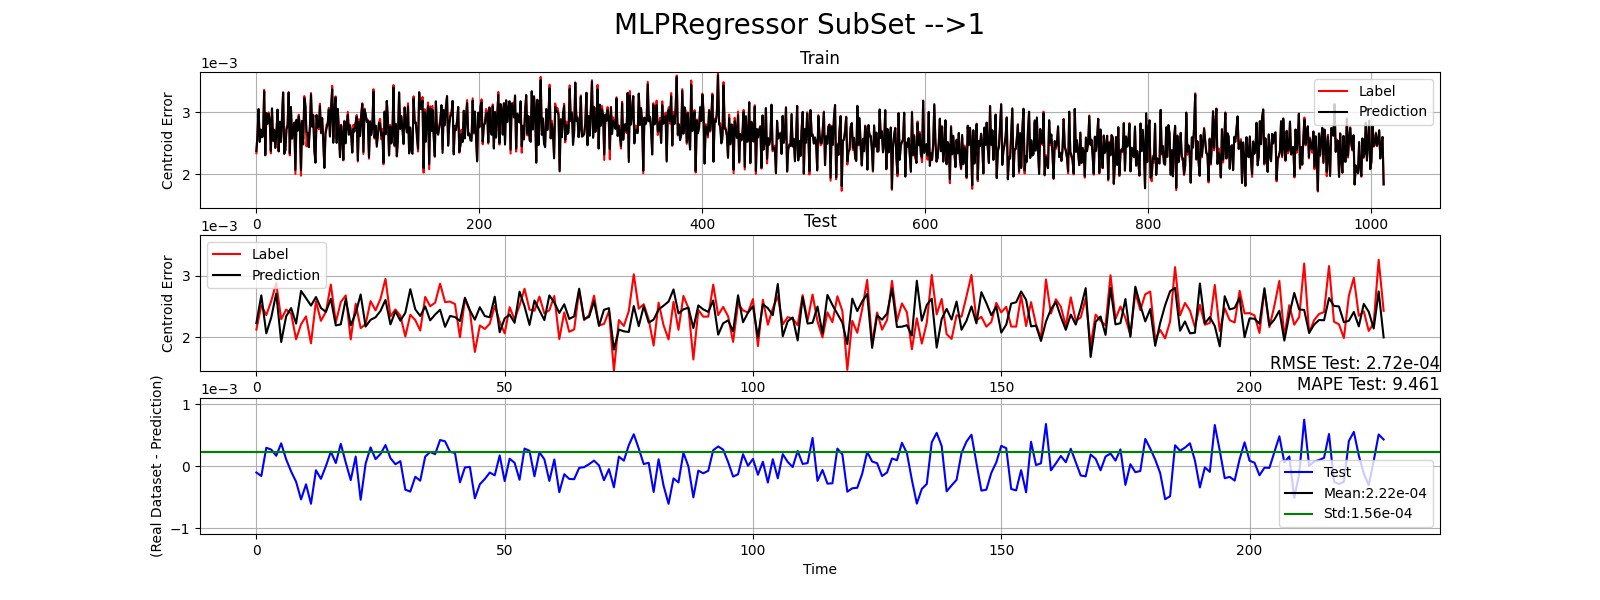 MLPRegressor SubSet -->1
Train
1e−3
Centroid Error
3
2
Label
Prediction
0 200 400 600 800 1000
Test
1e−3
Centroid Error
3
2
Label
Prediction
0 50 100 150 200
RMSE Test: 2.72e-04
MAPE Test: 9.461
1e−3
(Real Dataset - Prediction)
1
0
−1
Test
Mean:2.22e-04
Std:1.56e-04
0 50 100 150 200
Time